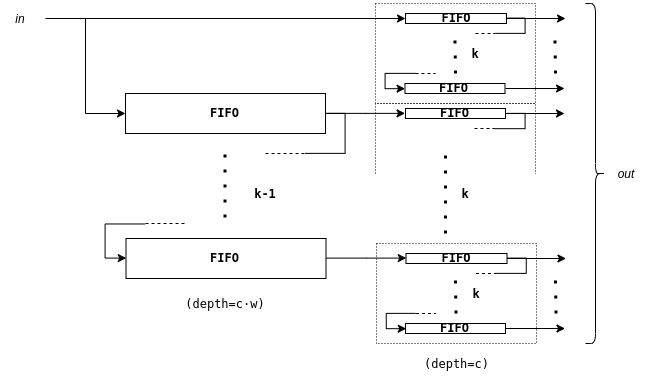 in
FIFO
k
FIFO
FIFO
FIFO
k-1
k
FIFO
FIFO
k
FIFO
(depth=c·w)
(depth=c)
out